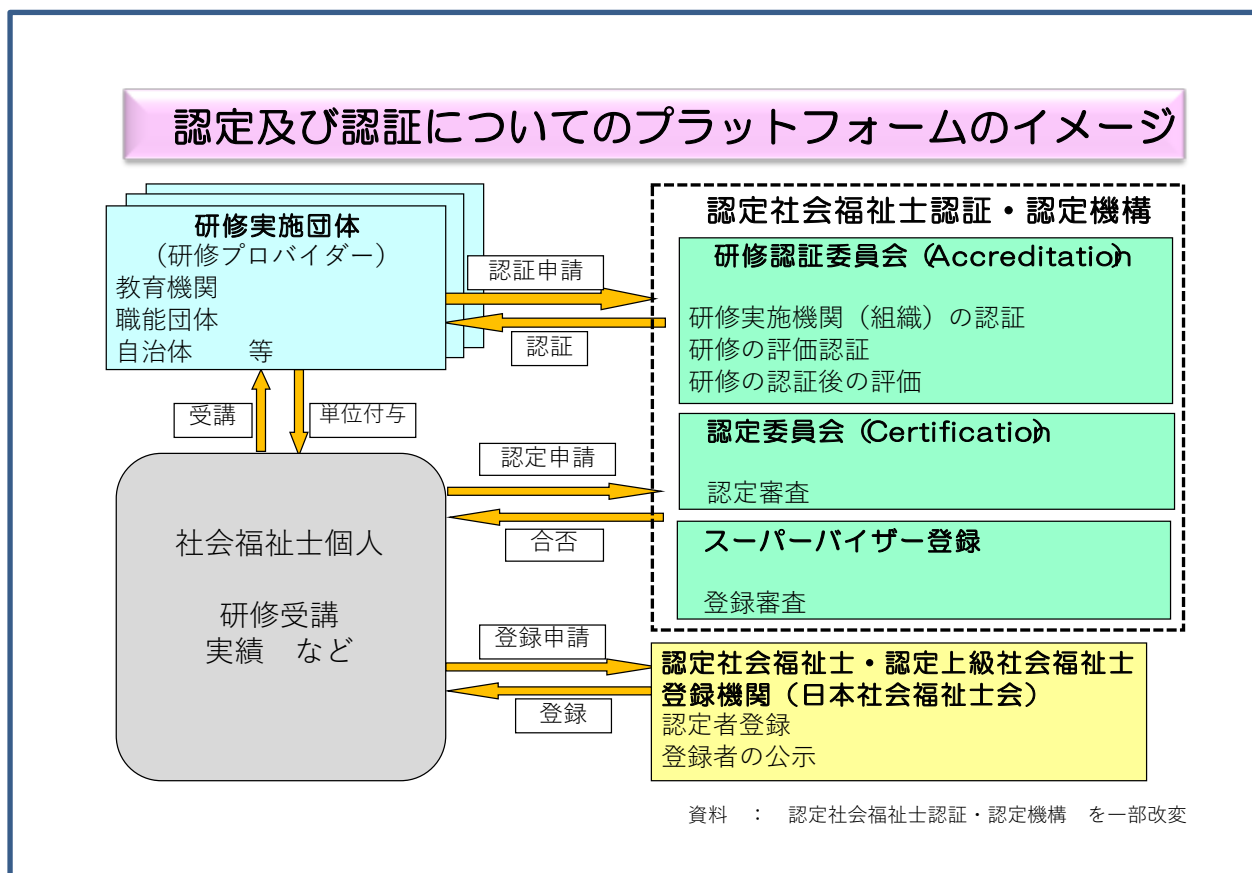 認定及び認証についてのプラットフォームのイメージ
研修実施団体
（研修プロバイダー）
教育機関
職能団体
自治体　　等
認証申請
認証
認定社会福祉士認証・認定機構
研修認証委員会（Accreditation）
研修実施機関（組織）の認証
研修の評価認証
研修の認証後の評価
受講
単位付与
認定委員会（Certification）
認定審査
認定申請
合否
スーパーバイザー登録
登録審査
社会福祉士個人
研修受講
実績　など
登録申請
登録
認定社会福祉士・認定上級社会福祉士
登録機関（日本社会福祉士会）
認定者登録
登録者の公示
資料　：　認定社会福祉士認証・認定機構　を一部改変